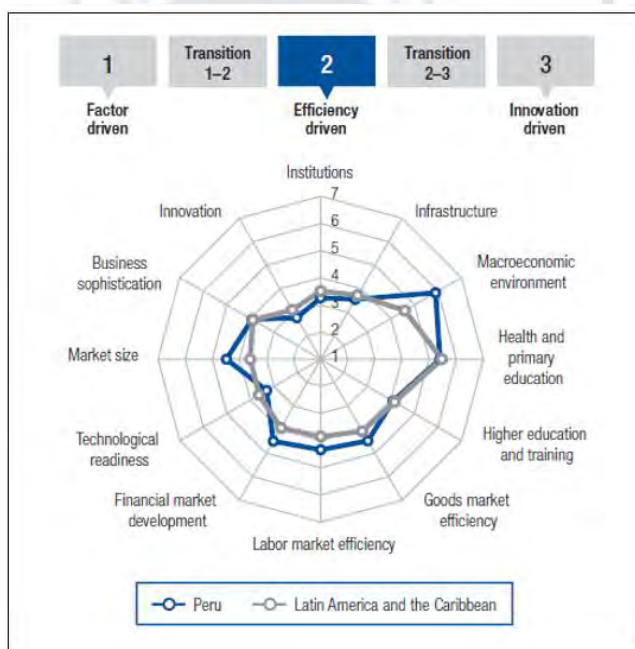 1
Transition
1–2
2
Transition
2–3
3
Factor
driven
Efficiency
driven
Innovation
driven
Institutions
Infrastructure
Macroeconomic
environment
Health and
primary
education
Higher education
and training
Goods market
efficiency
Labor market efficiency
Financial market
development
Technological
readiness
Market size
Business
sophistication
Innovation
7
6
5
4
3
2
1
Peru
Latin America and the Caribbean